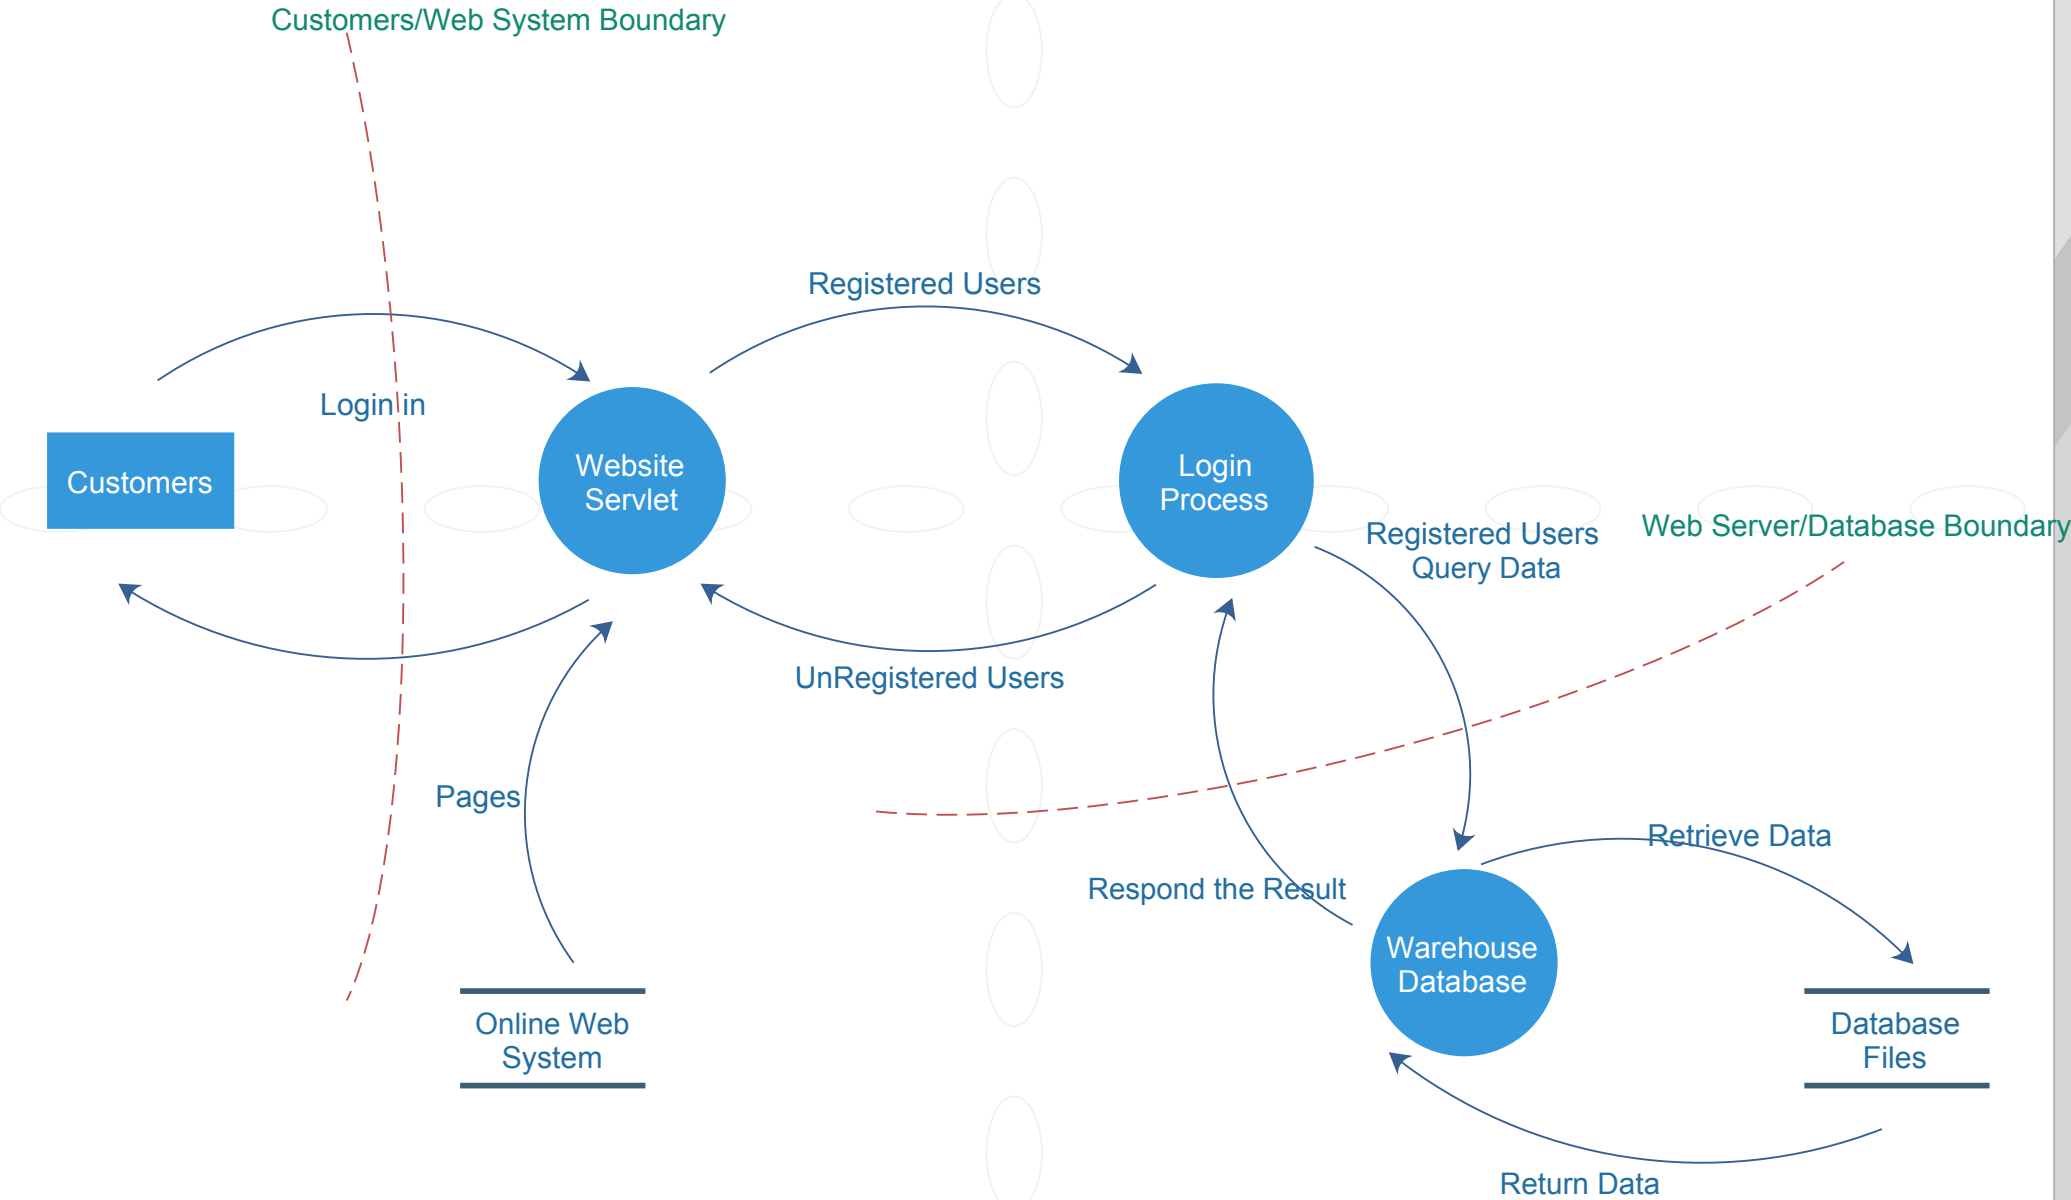 Customers/Web System Boundary
Registered Users
Login in
Customers
Website
Servlet
Login
Process
Registered Users
Query Data
Web Server/Database Boundary
UnRegistered Users
Pages
Respond the Result
Retrieve Data
Warehouse
Database
Online Web
System
Database
Files
Return Data